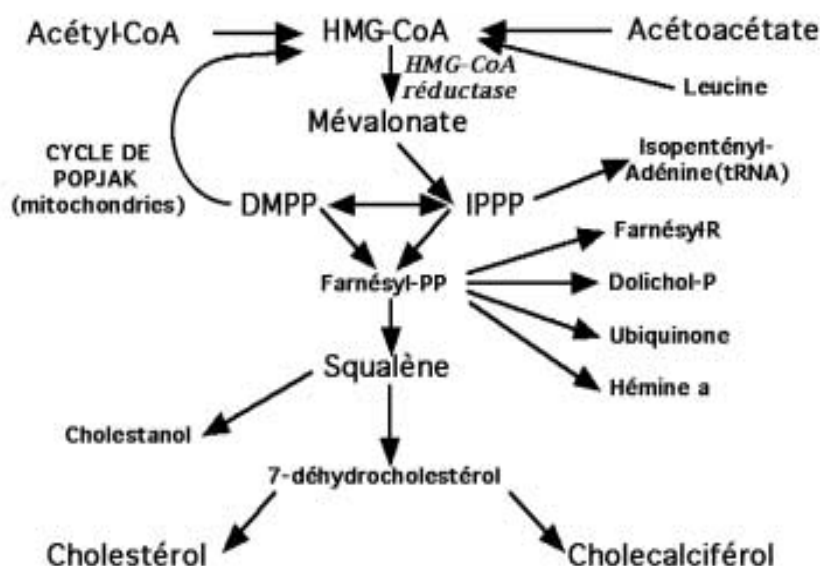 Acétyl-CoA
HMG-CoA
Acétoacétate
HMG-CoA
réductase
Leucine
Mévalonate
CYCLE DE
POPJAK
(mitochondries)
Isopentényl-
Adénine(tRNA)
DMPP
IPPP
Farnésyl-R
Farnésyl-PP
Dolichol-P
Ubiquinone
Squalène
Hémine a
Cholestanol
7-déhydrocholestérol
Cholestérol
Cholecalciférol